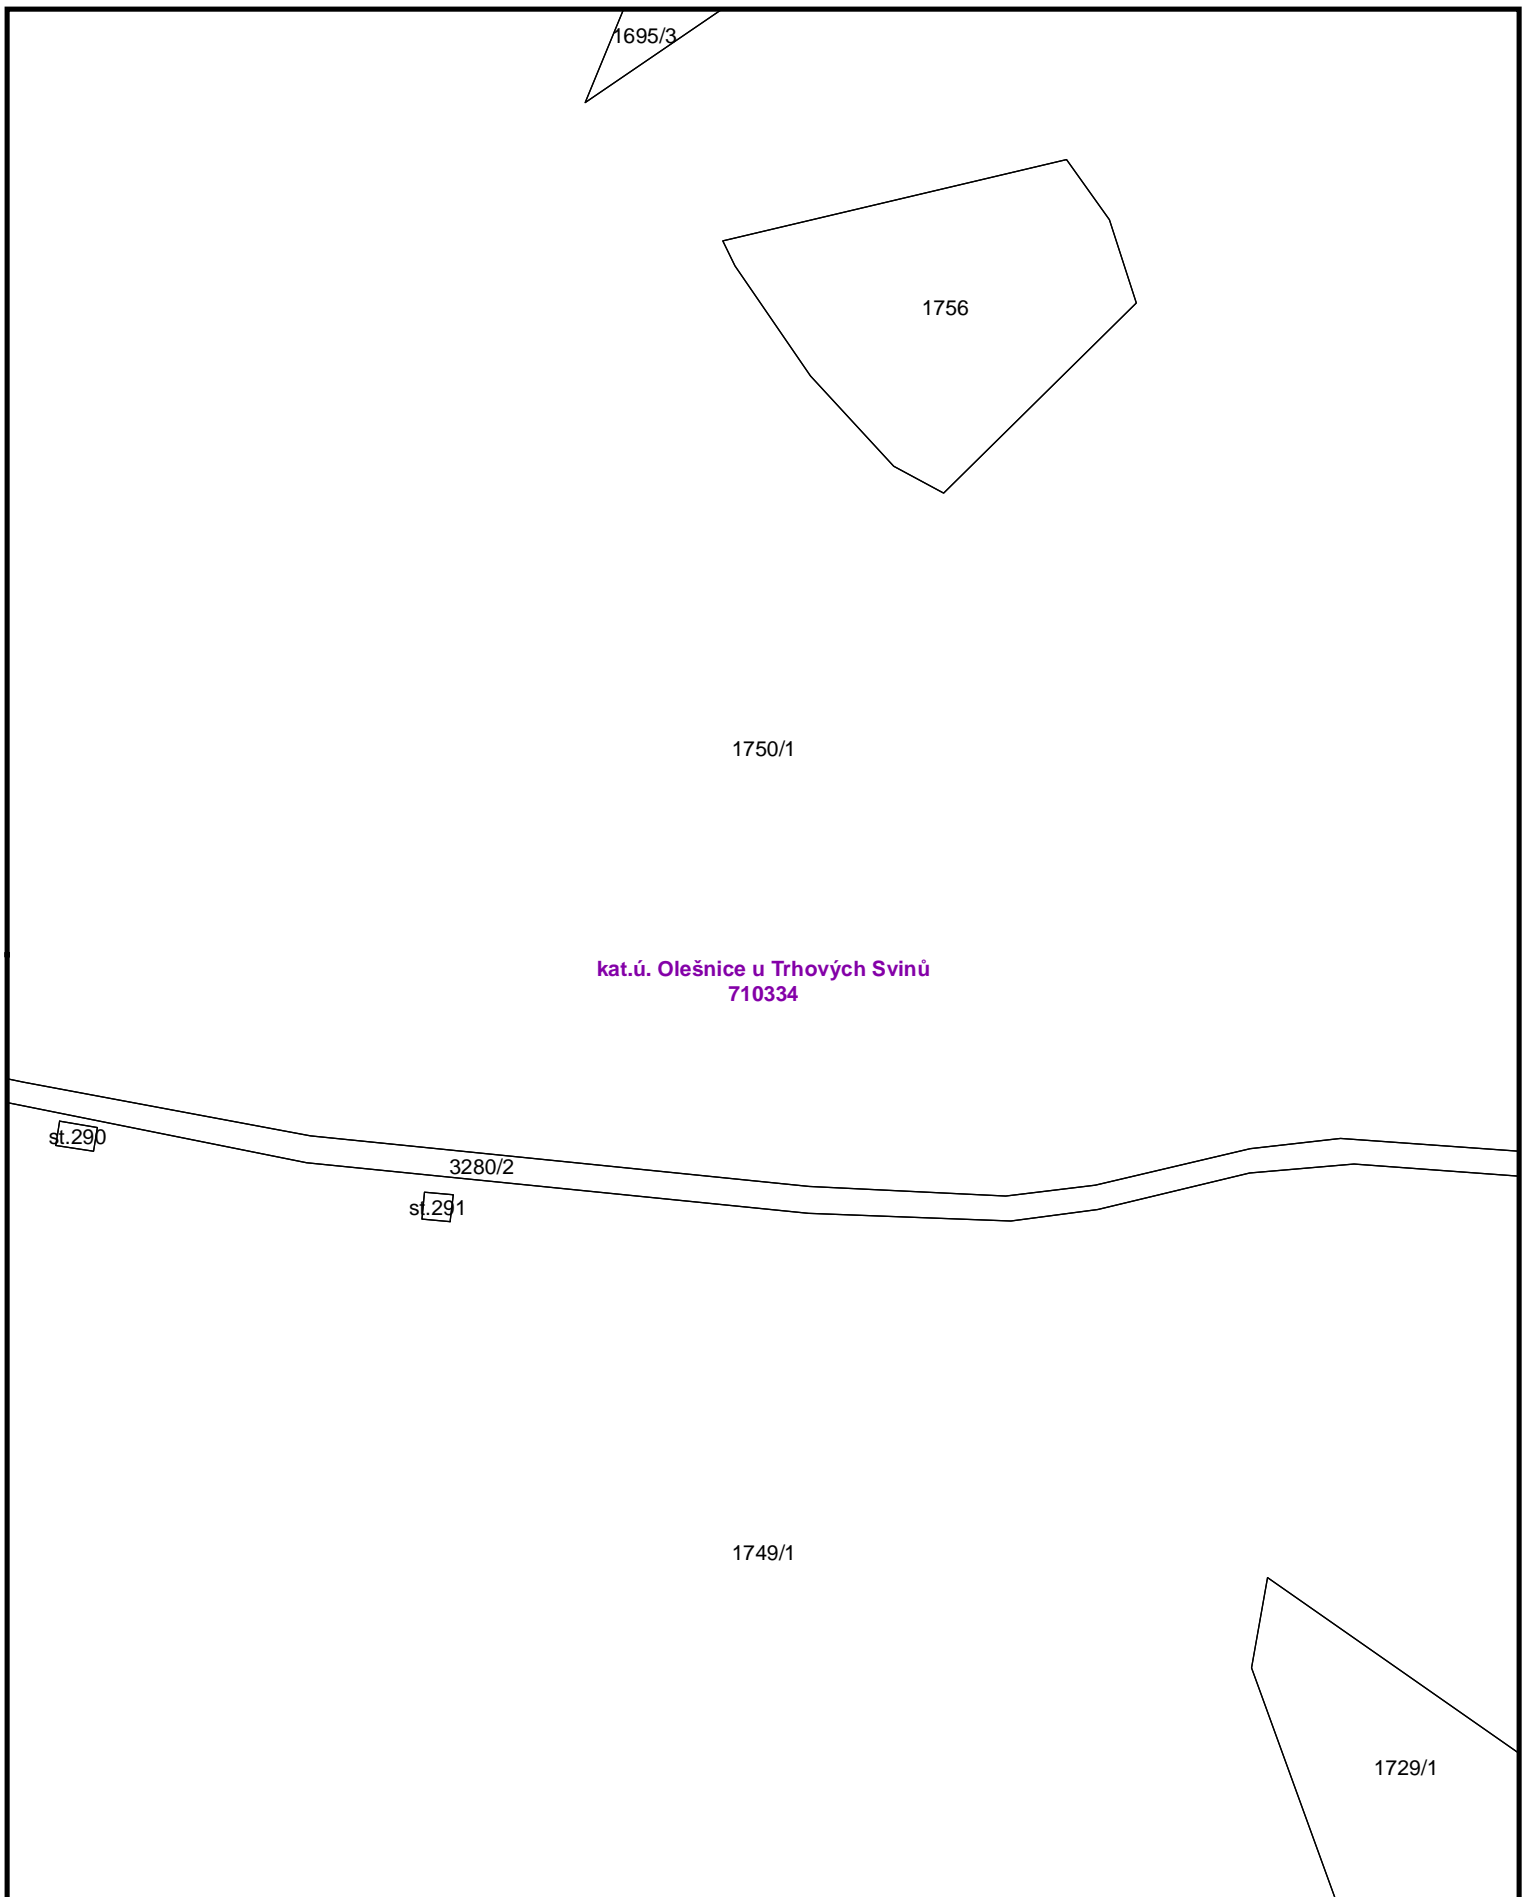 1695/3
1756
1750/1
kat.ú. Olešnice u Trhových Svinů
710334
st.290
3280/2
st.291
1749/1
1729/1